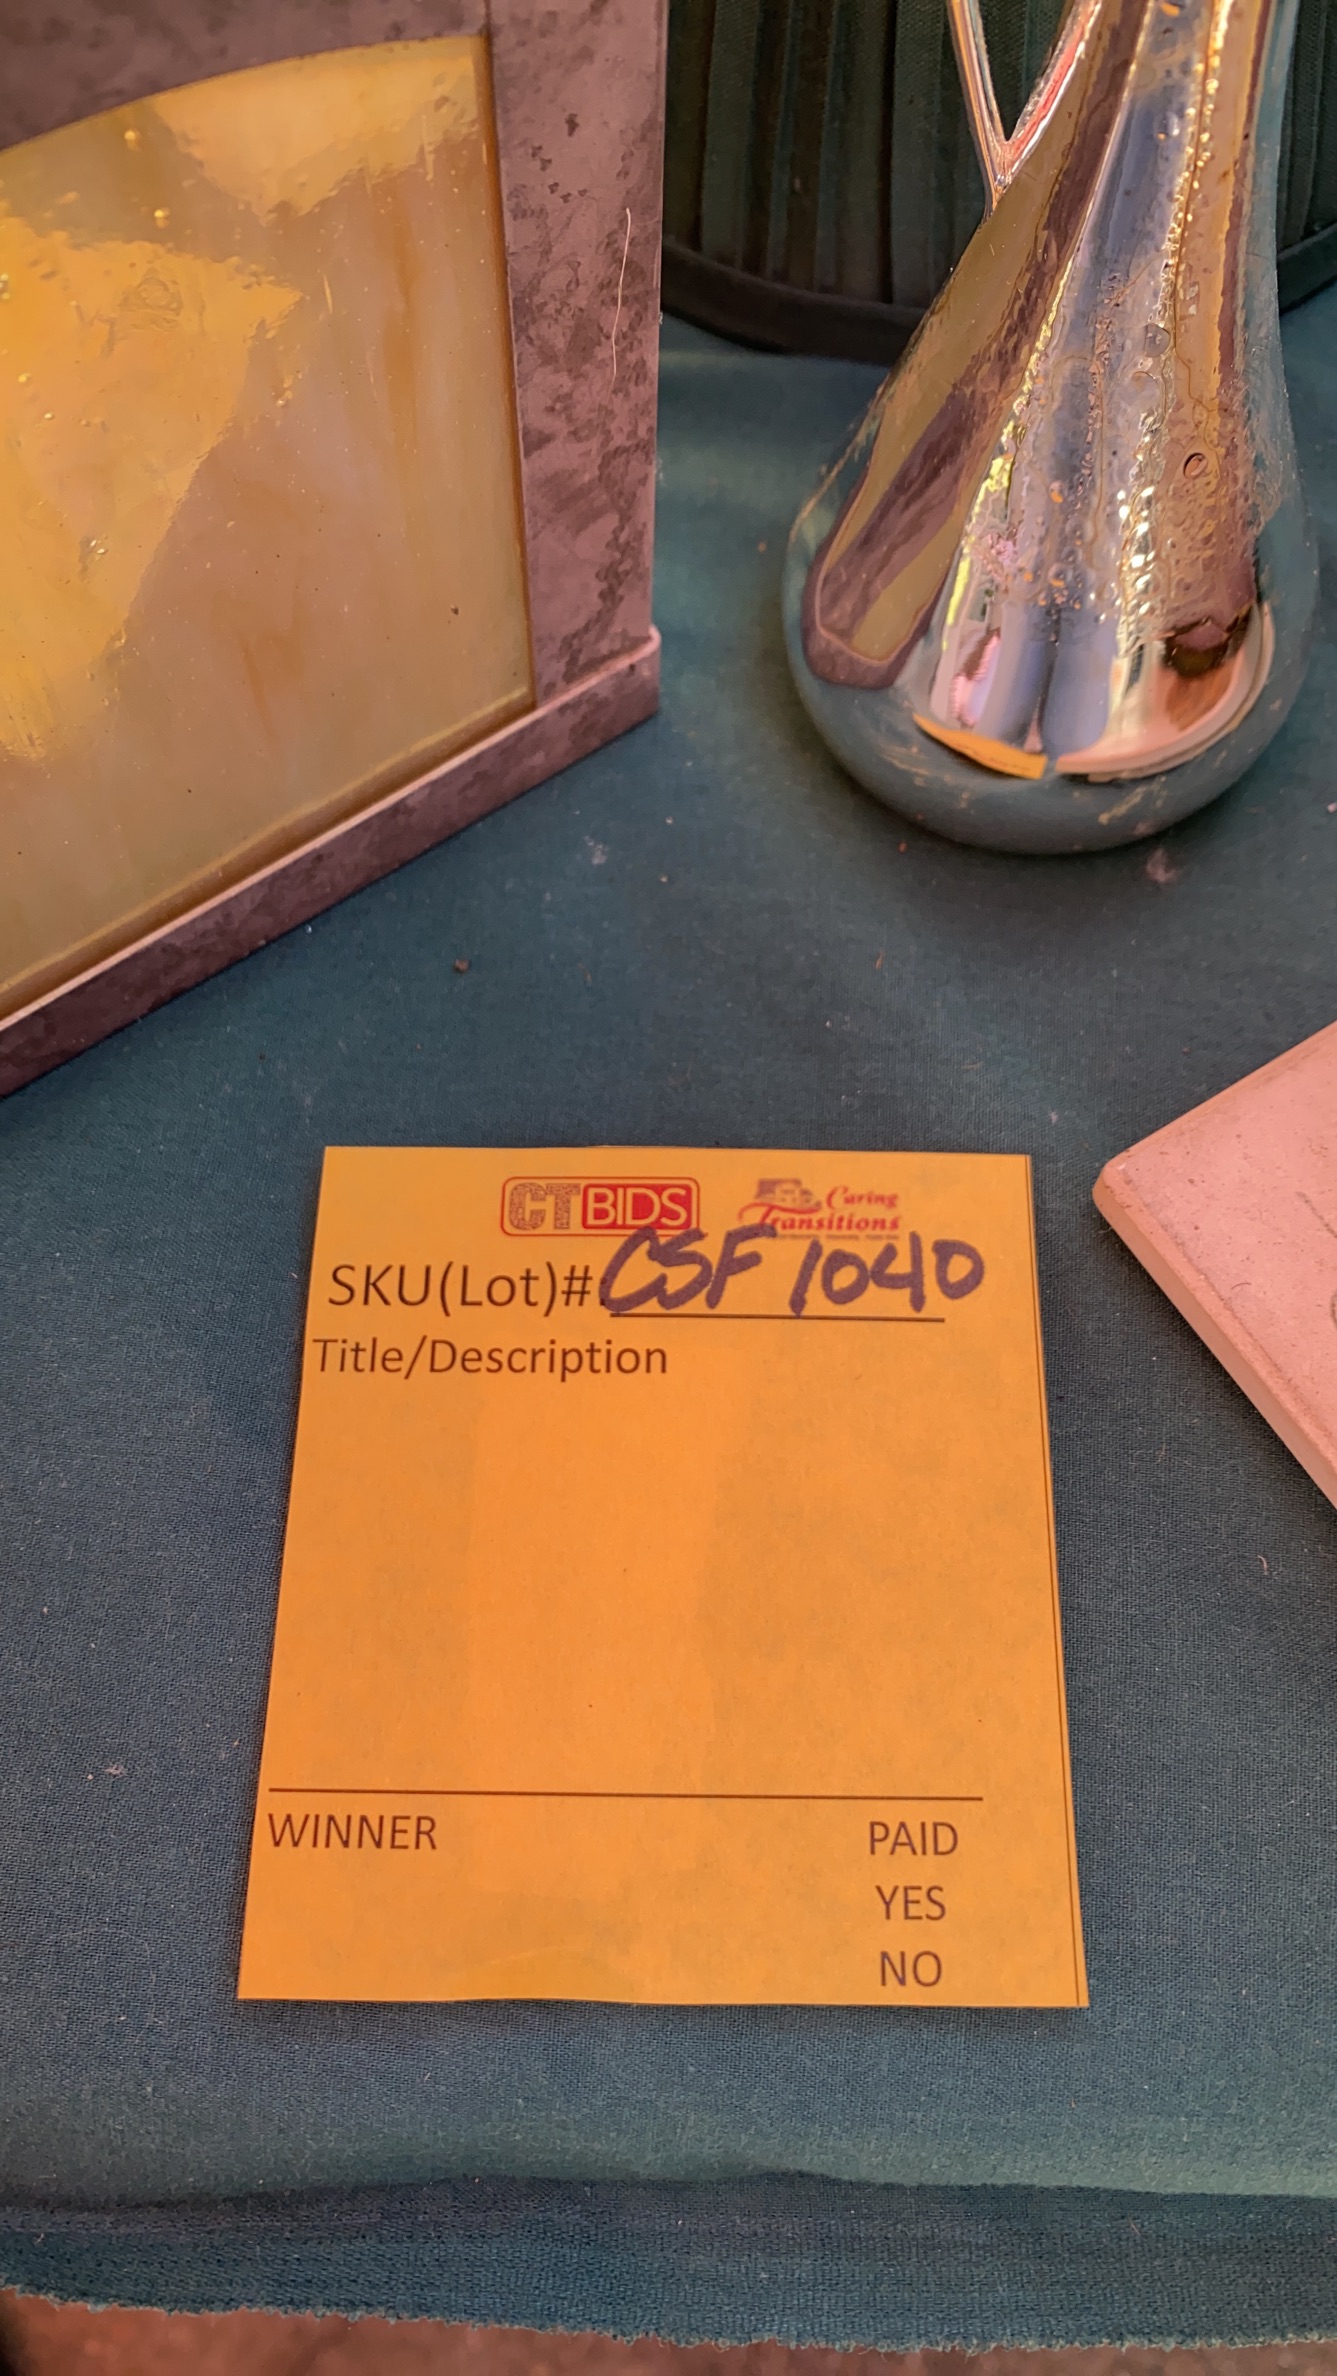 CTBIDS Caring Transitions
SKU(Lot)#: CSF 1040
Title/Description
WINNER PAID
YES
NO